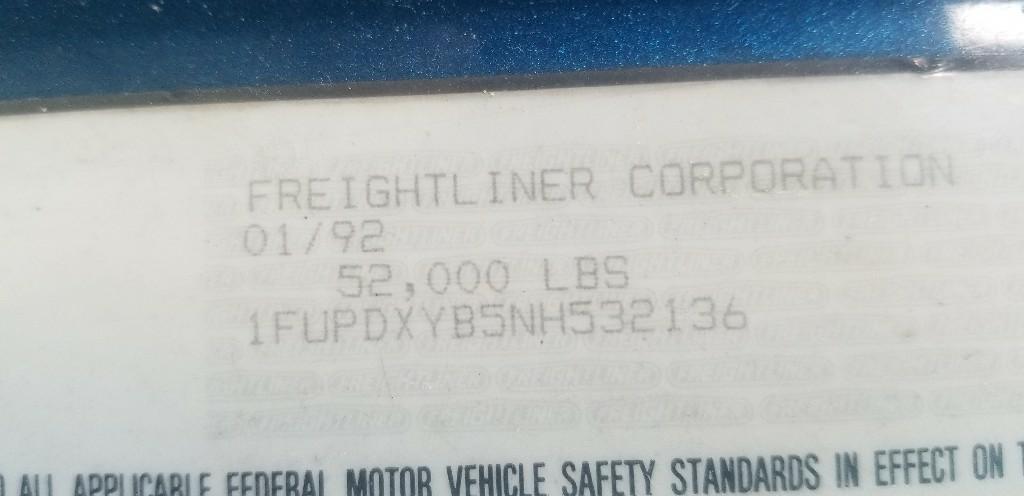 FREIGHTLINER CORPORATION
01/92
52,000 LBS
1FUPDXYB5NH532136
ALL APPLICABLE FEDERAL MOTOR VEHICLE SAFETY STANDARDS IN EFFECT ON